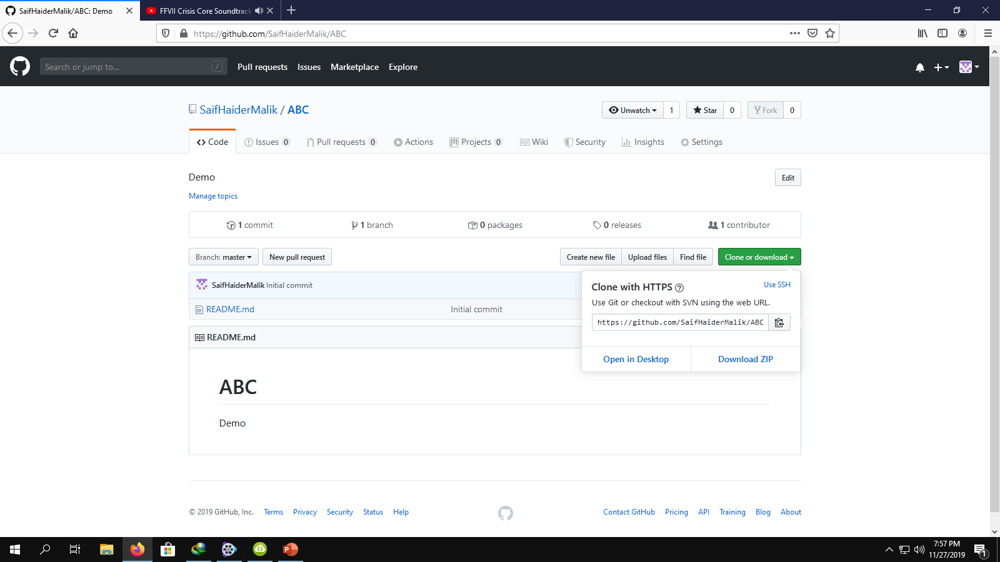 SaifHaiderMalik/ABC: Demo
FFVII Crisis Core Soundtrack
https://github.com/SaifHaiderMalik/ABC
Search or jump to... /
Pull requests Issues Marketplace Explore
SaifHaiderMalik / ABC
Unwatch 1 Star 0 Fork 0
Code Issues 0 Pull requests 0 Actions Projects 0 Wiki Security Insights Settings
Demo
Edit
Manage topics
1 commit 1 branch 0 packages 0 releases 1 contributor
Branch: master New pull request Create new file Upload files Find file Clone or download
SaifHaiderMalik Initial commit
README.md Initial commit
Clone with HTTPS ?
Use SSH
Use Git or checkout with SVN using the web URL.
https://github.com/SaifHaiderMalik/ABC
Open in Desktop Download ZIP
README.md
ABC
Demo
© 2019 GitHub, Inc. Terms Privacy Security Status Help Contact GitHub Pricing API Training Blog About
7:57 PM
11/27/2019
1